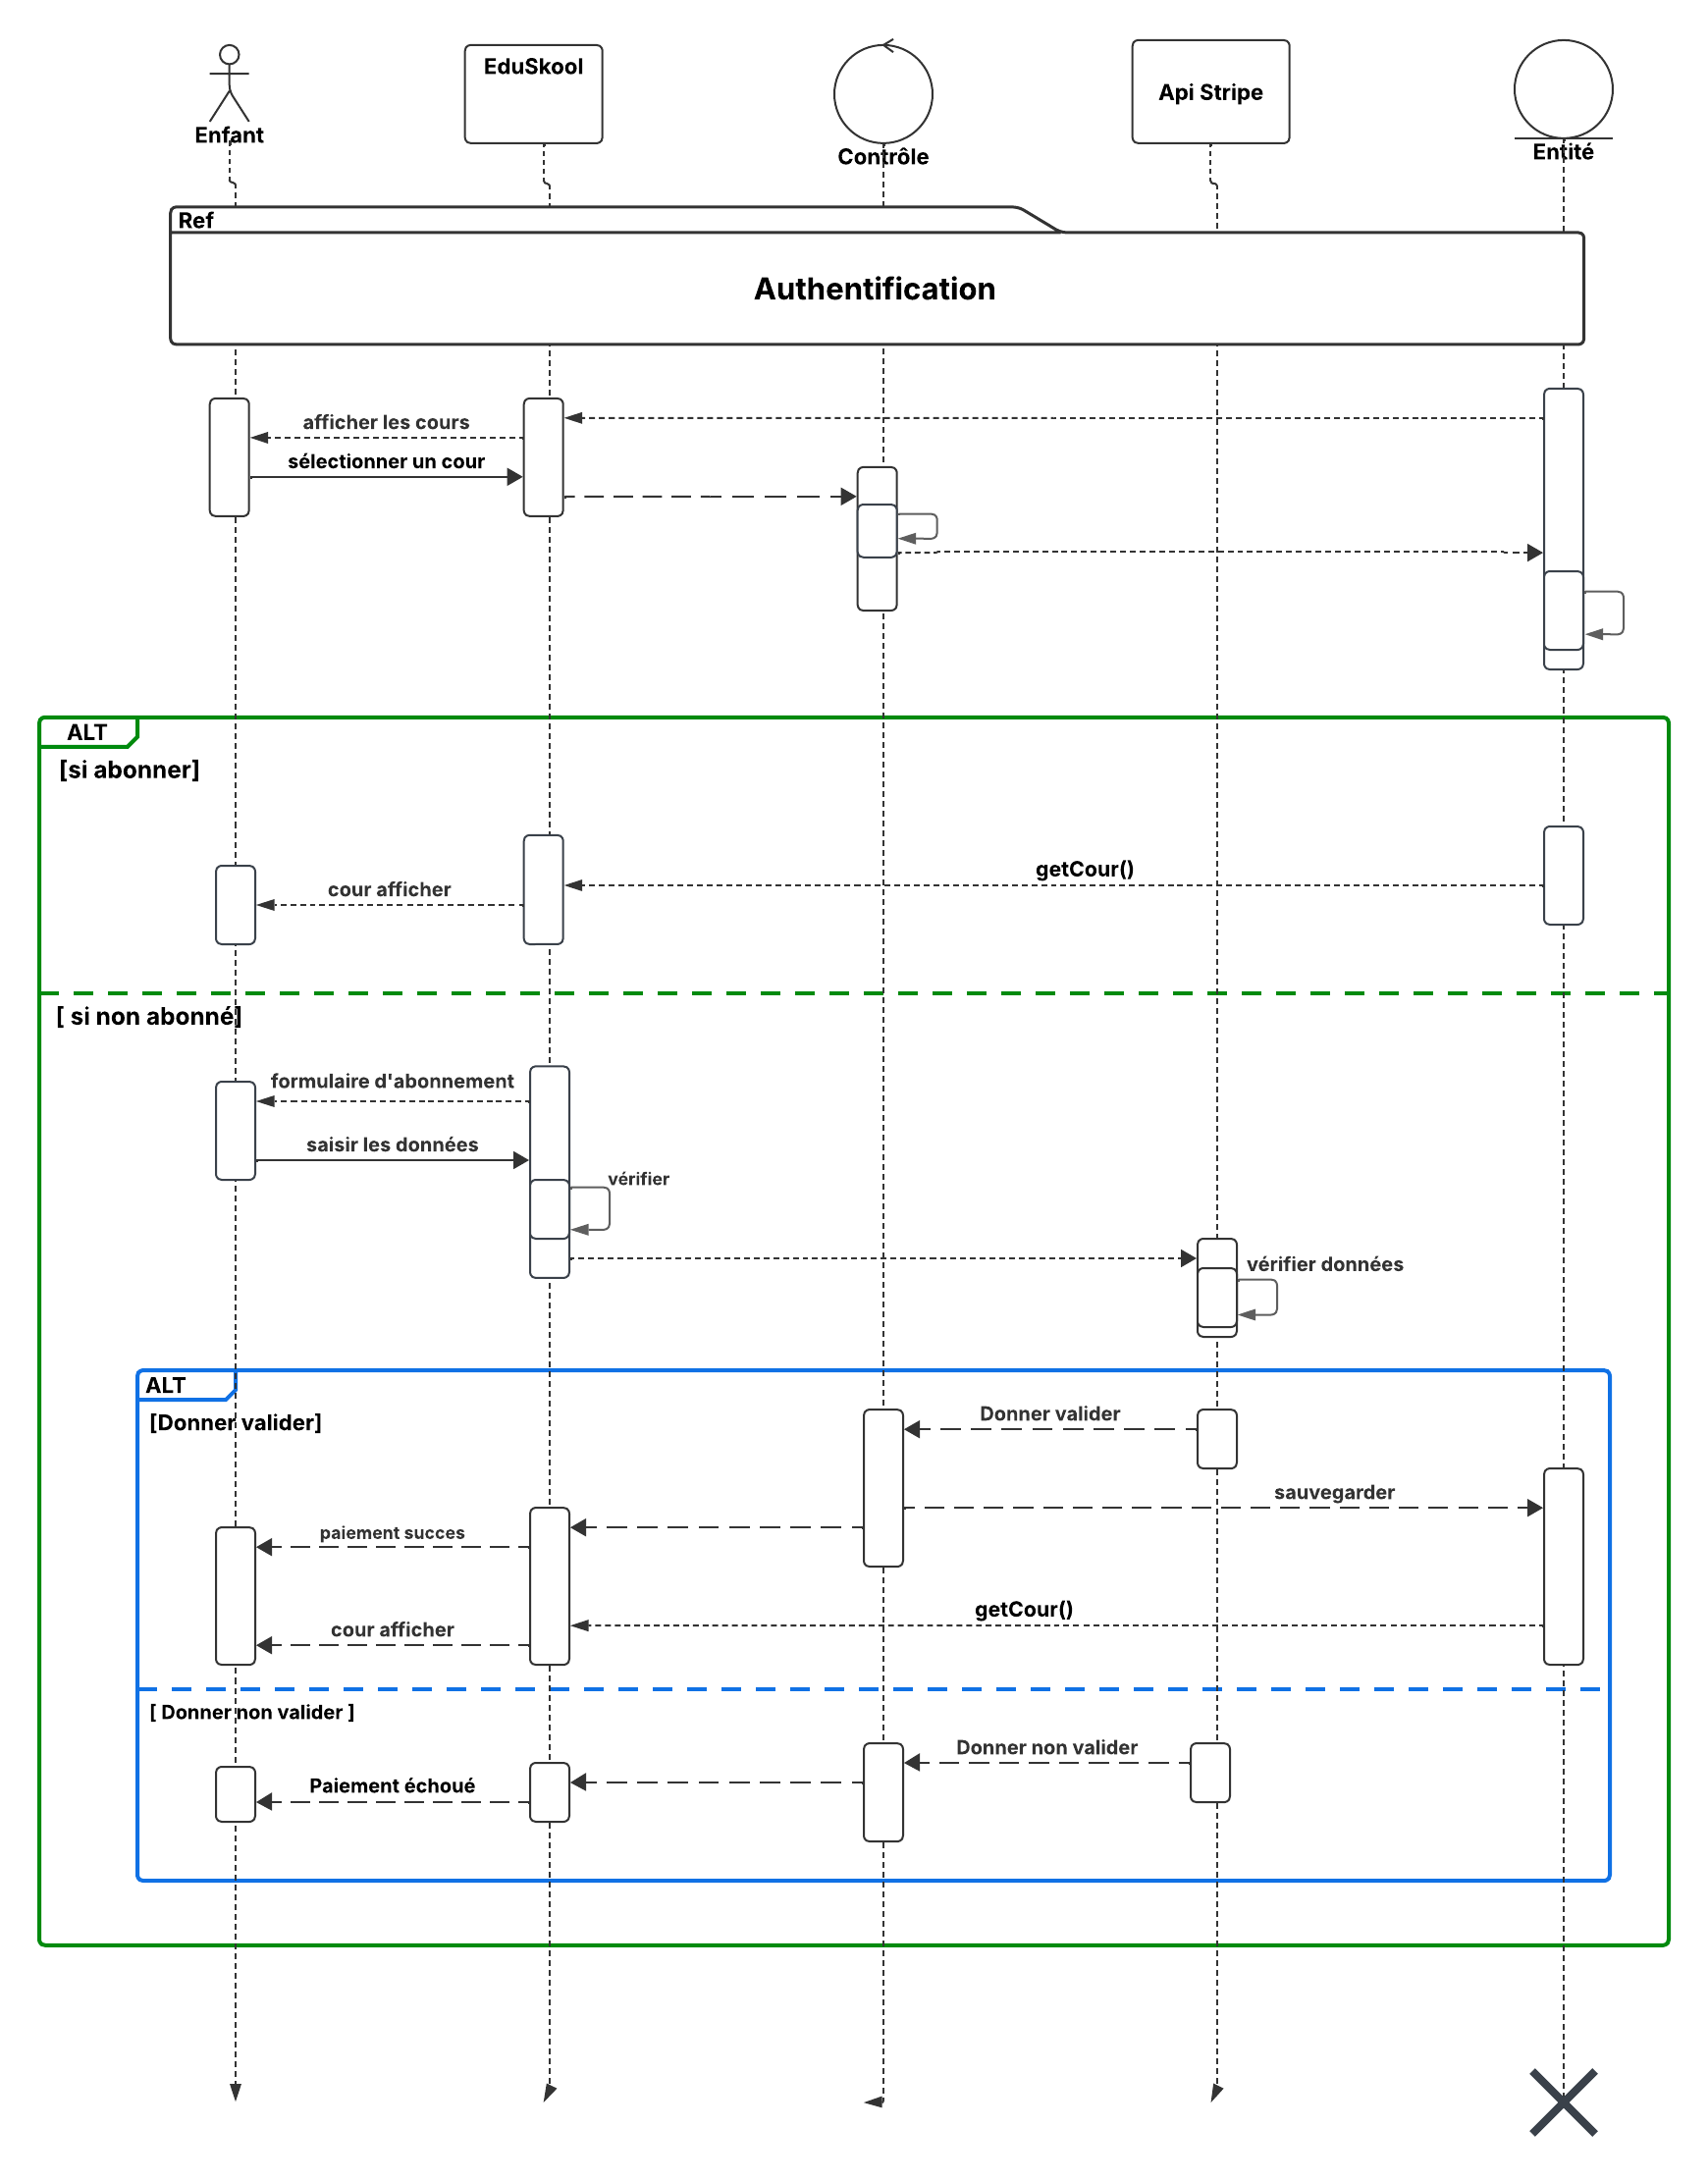 Enfant
EduSkool
Contrôle
Api Stripe
Entité
Ref
Authentification
afficher les cours
sélectionner un cour
ALT
[si abonner]
getCour()
cour afficher
[ si non abonné]
formulaire d'abonnement
saisir les données
vérifier
vérifier données
ALT
[Donner valider]
Donner valider
sauvegarder
paiement succes
getCour()
cour afficher
[ Donner non valider ]
Donner non valider
Paiement échoué